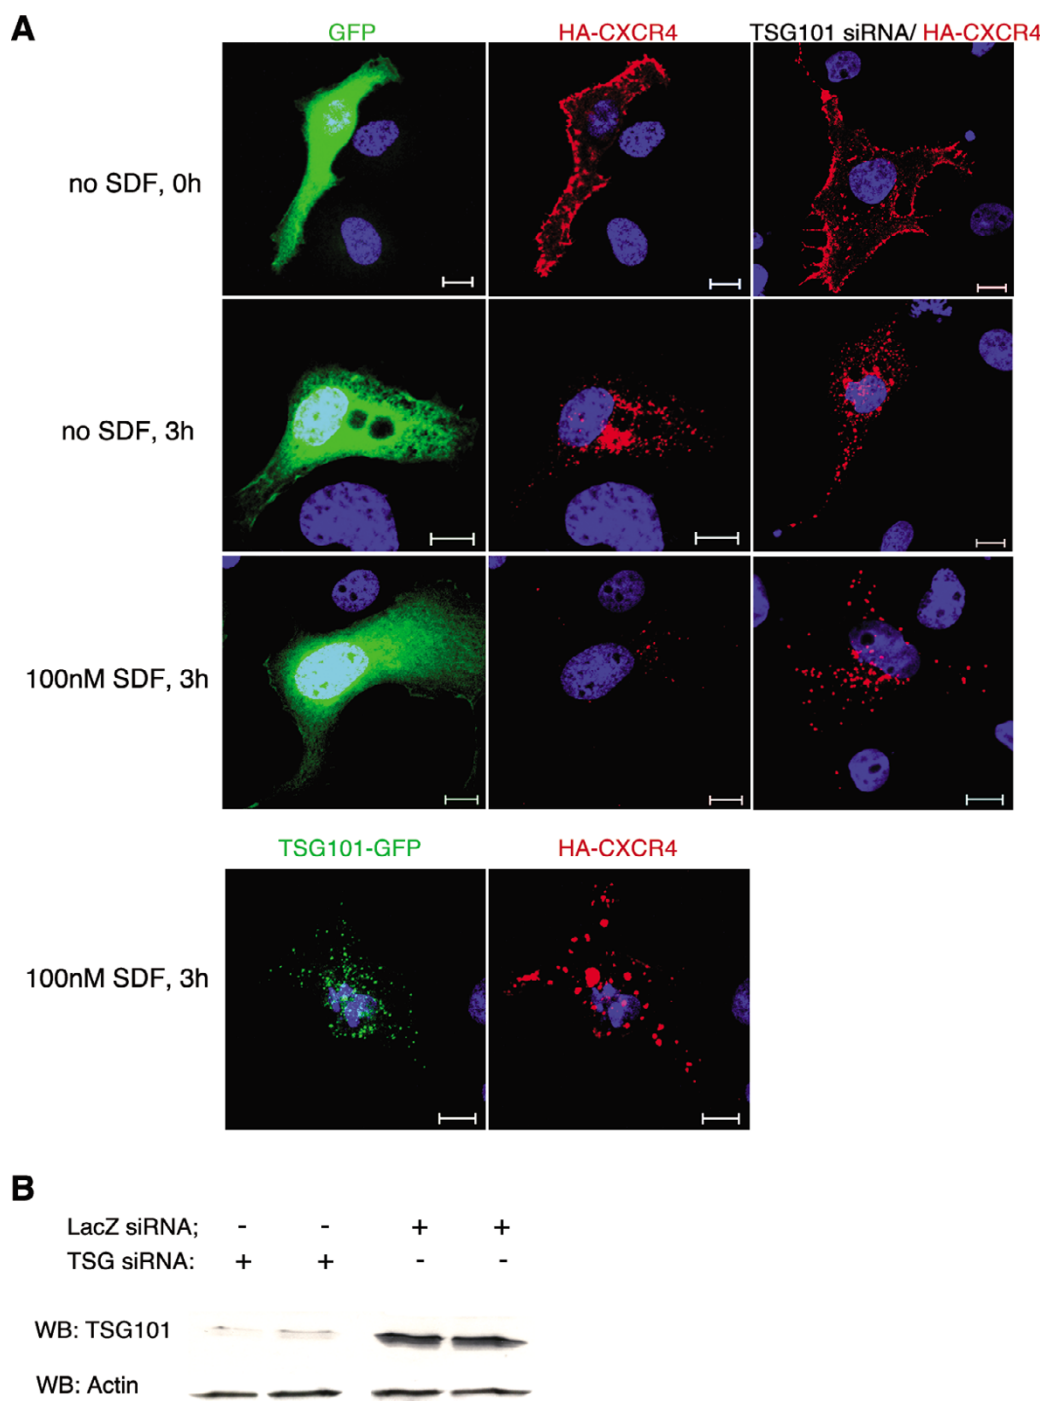 A
GFP HA-CXCR4 TSG101 siRNA/ HA-CXCR4
no SDF, 0h
no SDF, 3h
100nM SDF, 3h
TSG101-GFP HA-CXCR4
100nM SDF, 3h
B
LacZ siRNA; - - + +
TSG siRNA: + + - -
WB: TSG101
WB: Actin